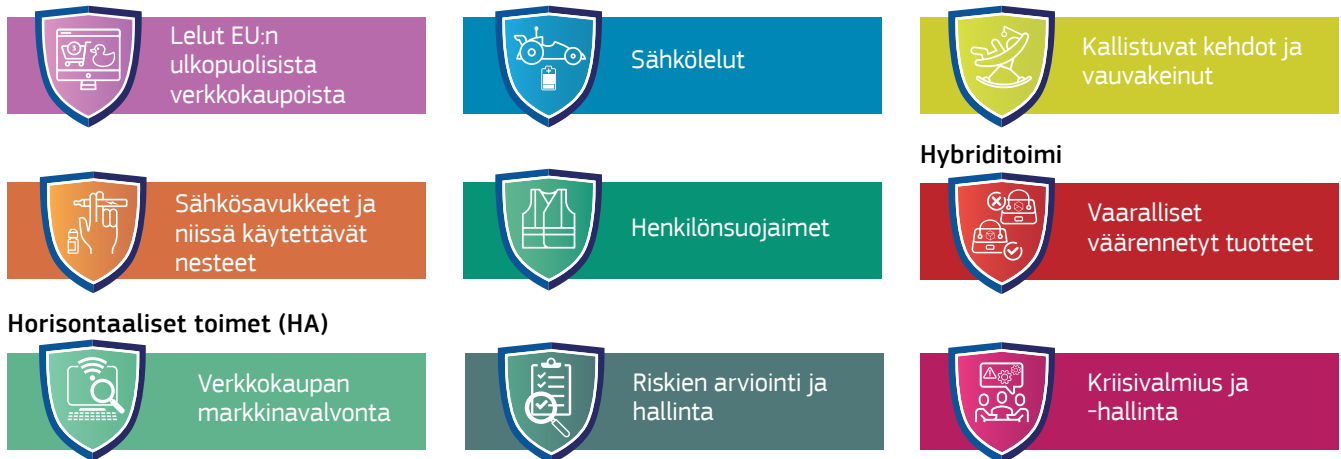 Lelut EU:n
ulkopuolisista
verkkokaupoista
Sähkölelut
Kallistuvat kehdot ja
vauvakeinut
Sähkösavukkeet ja
niissä käytettävät
nesteet
Henkilönsuojaimet
Hybriditoimi
Vaaralliset
väärennetyt tuotteet
Horisontaaliset toimet (HA)
Verkkokaupan
markkinavalvonta
Riskien arviointi ja
hallinta
Kriisivalmius ja
-hallinta